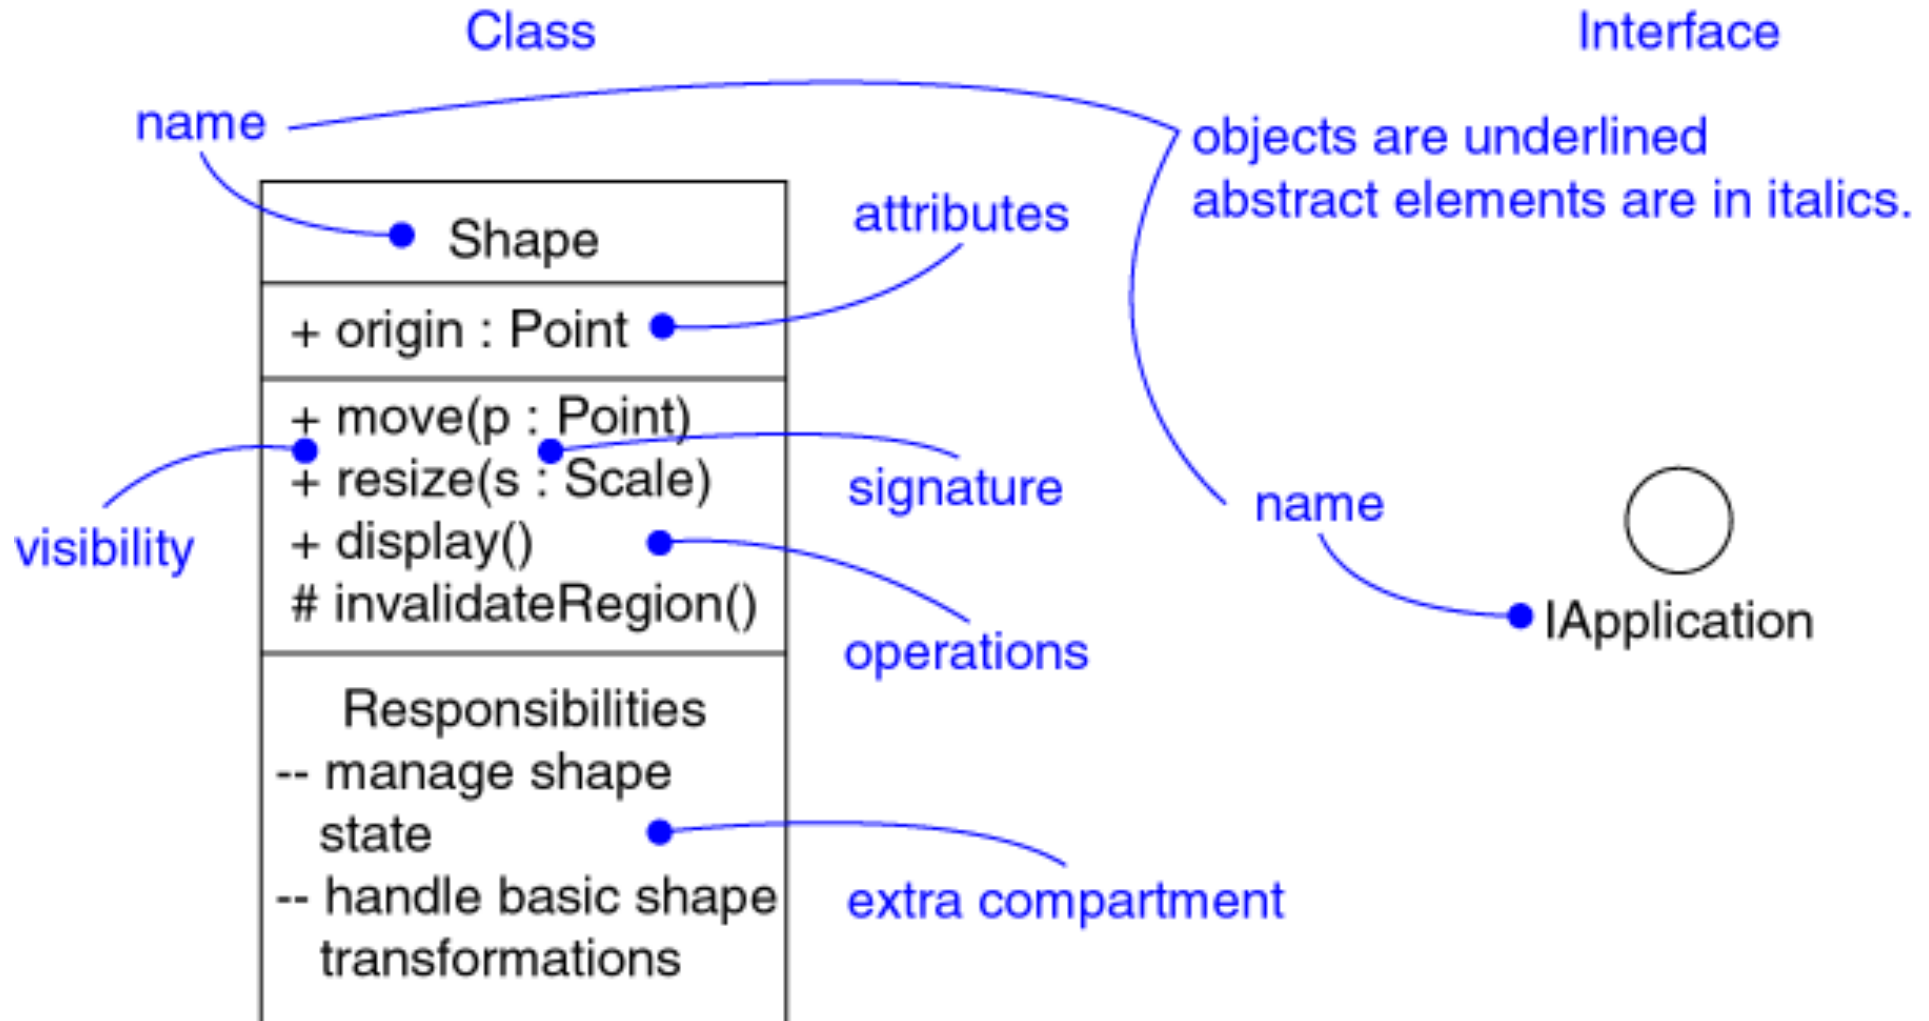 Class
Interface
name
objects are underlined
abstract elements are in italics.
attributes
Shape
+ origin : Point
+ move(p : Point)
+ resize(s : Scale)
+ display()
# invalidateRegion()
visibility
signature
operations
name
IApplication
Responsibilities
-- manage shape
state
-- handle basic shape
transformations
extra compartment